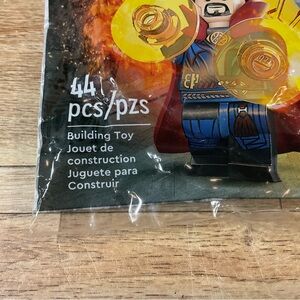 44
pcs/pzs
Building Toy
Jouet de
construction
Juguete para
Construir